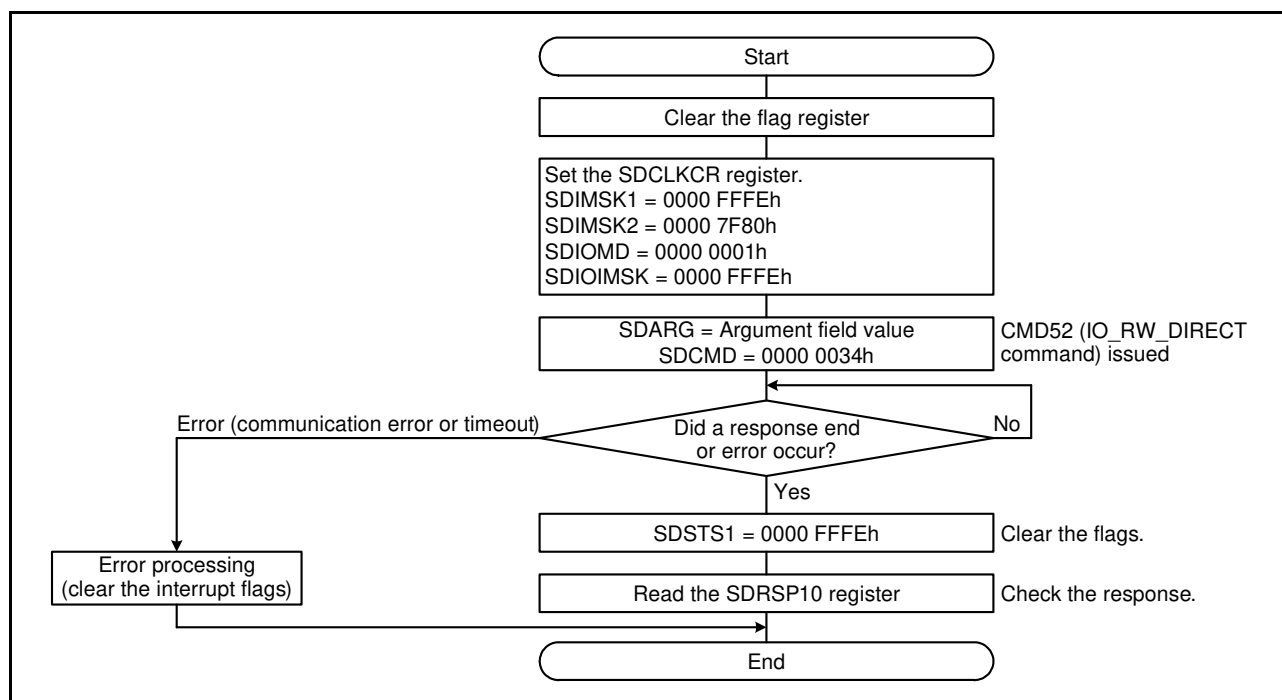 Start
Clear the flag register
Set the SDCLKCR register.
SDIMSK1 = 0000 FFFEh
SDIMSK2 = 0000 7F80h
SDIOMD = 0000 0001h
SDIOIMSK = 0000 FFFEh
SDARG = Argument field value
SDCMD = 0000 0034h
CMD52 (IO_RW_DIRECT
command) issued
Error (communication error or timeout)
Did a response end
or error occur?
No
Yes
SDSTS1 = 0000 FFFEh
Clear the flags.
Error processing
(clear the interrupt flags)
Read the SDRSP10 register
Check the response.
End